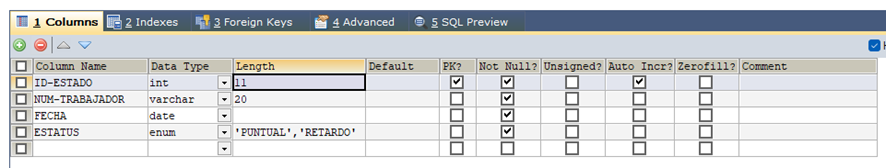 1 Columns 2 Indexes 3 Foreign Keys 4 Advanced 5 SQL Preview
Column Name Data Type Length Default PK? Not Null? Unsigned? Auto Incr? Zerofill? Comment
ID-ESTADO int 11
NUM-TRABAJADOR varchar 20
FECHA date
ESTATUS enum 'PUNTUAL','RETARDO'